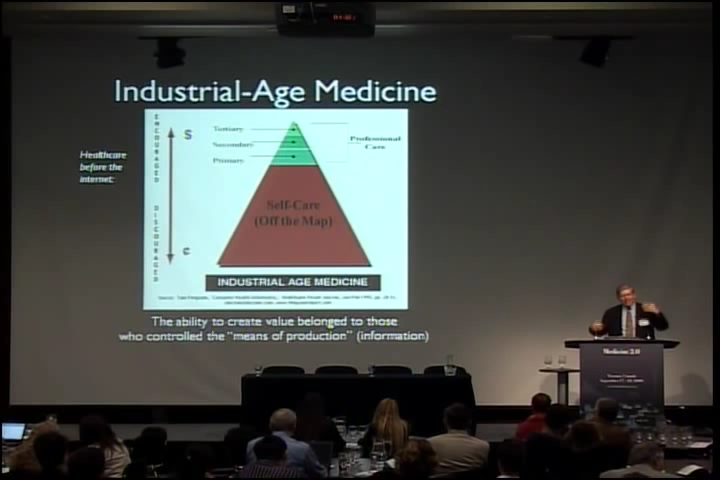 Industrial-Age Medicine
Healthcare
before the
internet:
ENCOURAGED
DISCOURAGED
$
¢
Tertiary
Secondary
Primary
Professional
Care
Self-Care
(Off the Map)
INDUSTRIAL AGE MEDICINE
The ability to create value belonged to those
who controlled the "means of production" (information)
Medicine 2.0